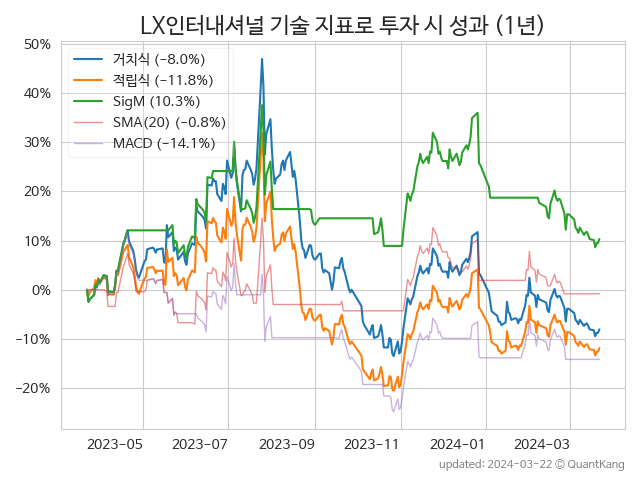 LX인터내셔널 기술 지표로 투자 시 성과 (1년)
50%
40%
30%
20%
10%
0%
−10%
−20%
거치식 (−8.0%)
적립식 (−11.8%)
SigM (10.3%)
SMA(20) (−0.8%)
MACD (−14.1%)
2023-05
2023-07
2023-09
2023-11
2024-01
2024-03
updated: 2024-03-22 © QuantKang